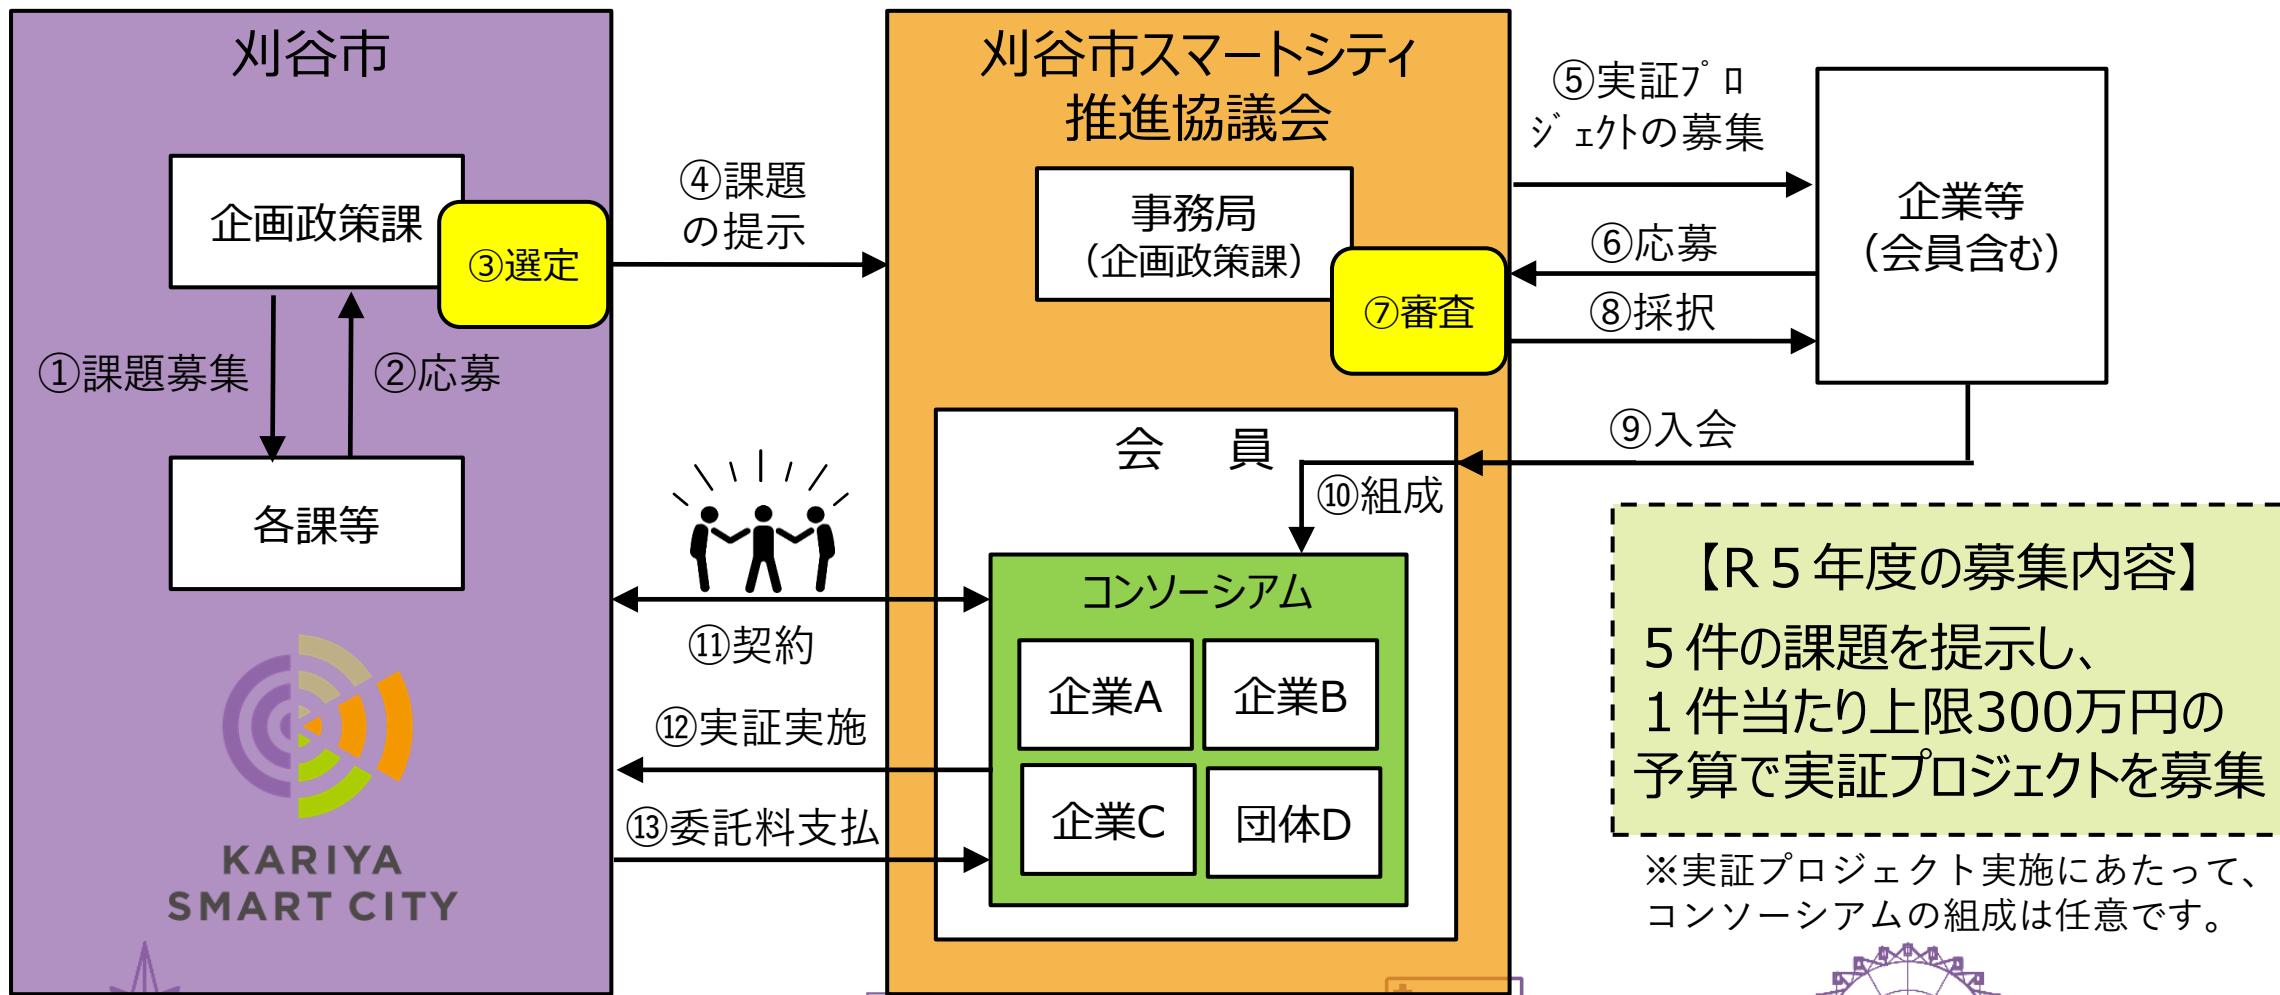 刈谷市
企画政策課
③選定
①課題募集
②応募
各課等
KARIYA
SMART CITY
④課題
の提示
⑪契約
⑫実証実施
⑬委託料支払
刈谷市スマートシティ
推進協議会
事務局
（企画政策課）
⑦審査
会　員
⑩組成
コンソーシアム
企業A
企業B
企業C
団体D
⑤実証ﾌﾟﾛ
ｼﾞｪｸﾄの募集
⑥応募
⑧採択
企業等
（会員含む）
⑨入会
【R５年度の募集内容】
５件の課題を提示し、
１件当たり上限300万円の
予算で実証プロジェクトを募集
※実証プロジェクト実施にあたって、
コンソーシアムの組成は任意です。